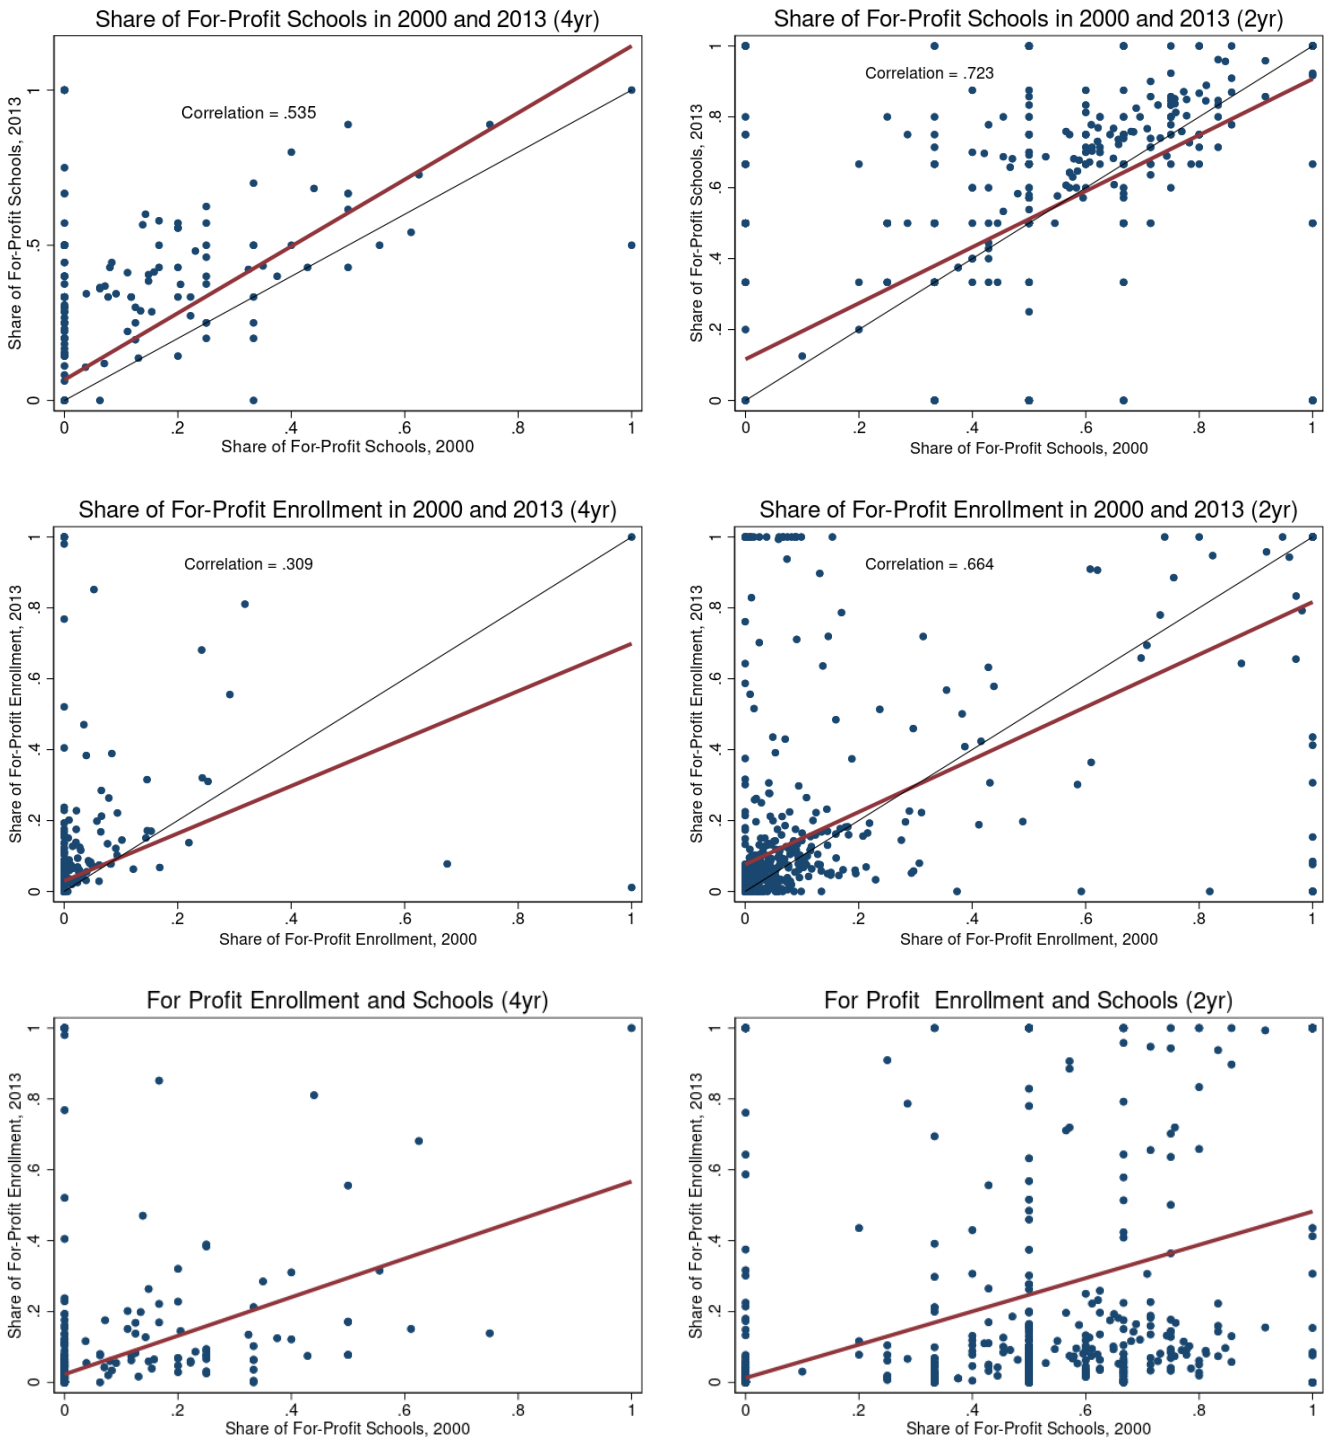 Share of For-Profit Schools in 2000 and 2013 (4yr)
Correlation = .535
Share of For-Profit Schools, 2013
1
.5
0
0 .2 .4 .6 .8 1
Share of For-Profit Schools, 2000
Share of For-Profit Schools in 2000 and 2013 (2yr)
Correlation = .723
Share of For-Profit Schools, 2013
1
.8
.6
.4
.2
0
0 .2 .4 .6 .8 1
Share of For-Profit Schools, 2000
Share of For-Profit Enrollment in 2000 and 2013 (4yr)
Correlation = .309
Share of For-Profit Enrollment, 2013
1
.8
.6
.4
.2
0
0 .2 .4 .6 .8 1
Share of For-Profit Enrollment, 2000
Share of For-Profit Enrollment in 2000 and 2013 (2yr)
Correlation = .664
Share of For-Profit Enrollment, 2013
1
.8
.6
.4
.2
0
0 .2 .4 .6 .8 1
Share of For-Profit Enrollment, 2000
For Profit Enrollment and Schools (4yr)
Share of For-Profit Enrollment, 2013
1
.8
.6
.4
.2
0
0 .2 .4 .6 .8 1
Share of For-Profit Schools, 2000
For Profit  Enrollment and Schools (2yr)
Share of For-Profit Enrollment, 2013
1
.8
.6
.4
.2
0
0 .2 .4 .6 .8 1
Share of For-Profit Schools, 2000